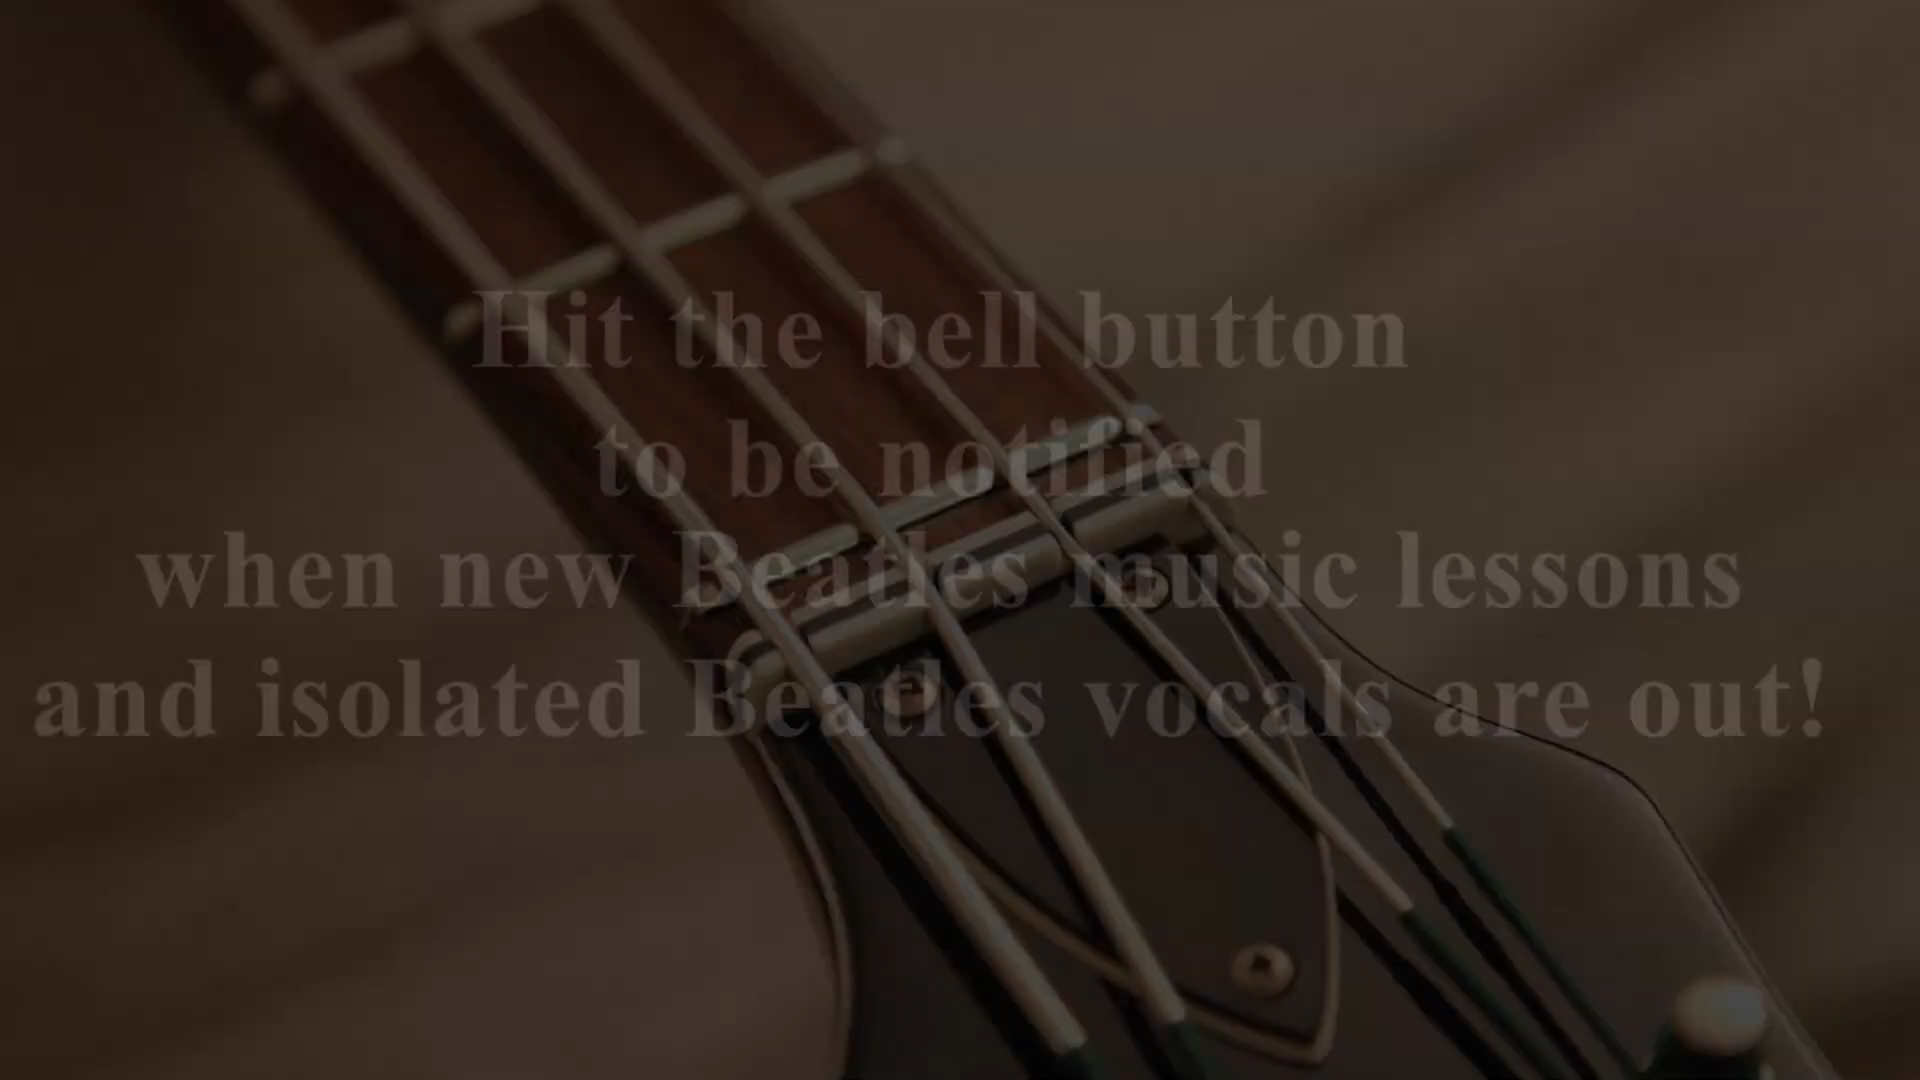 Hit the bell button
to be notified
when new Beatles music lessons
and isolated Beatles vocals are out!